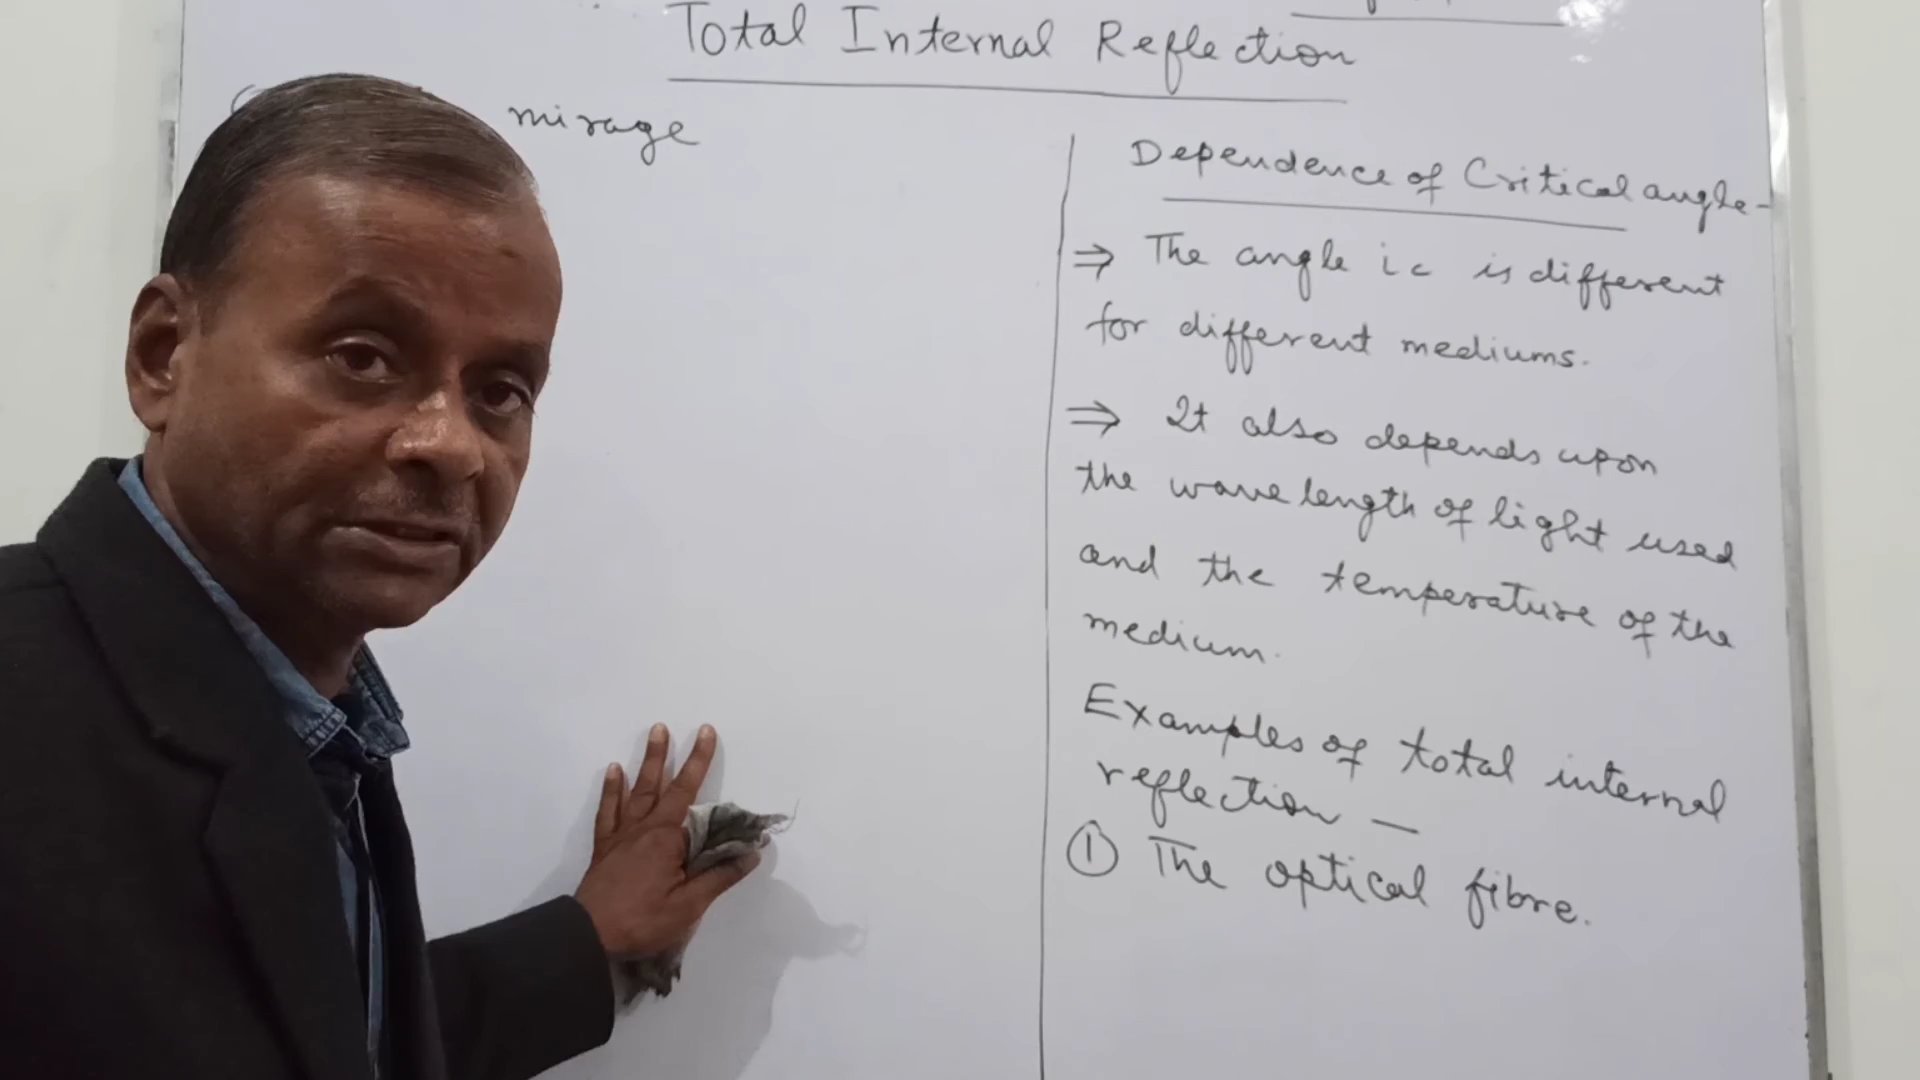 Total Internal Reflection
mirage
Dependence of Critical angle-
⇒ The angle ic is different
for different mediums.
⇒ It also depends upon
the wave length of light used
and the temperature of the
medium.
Examples of total internal
reflection —
① The optical fibre.